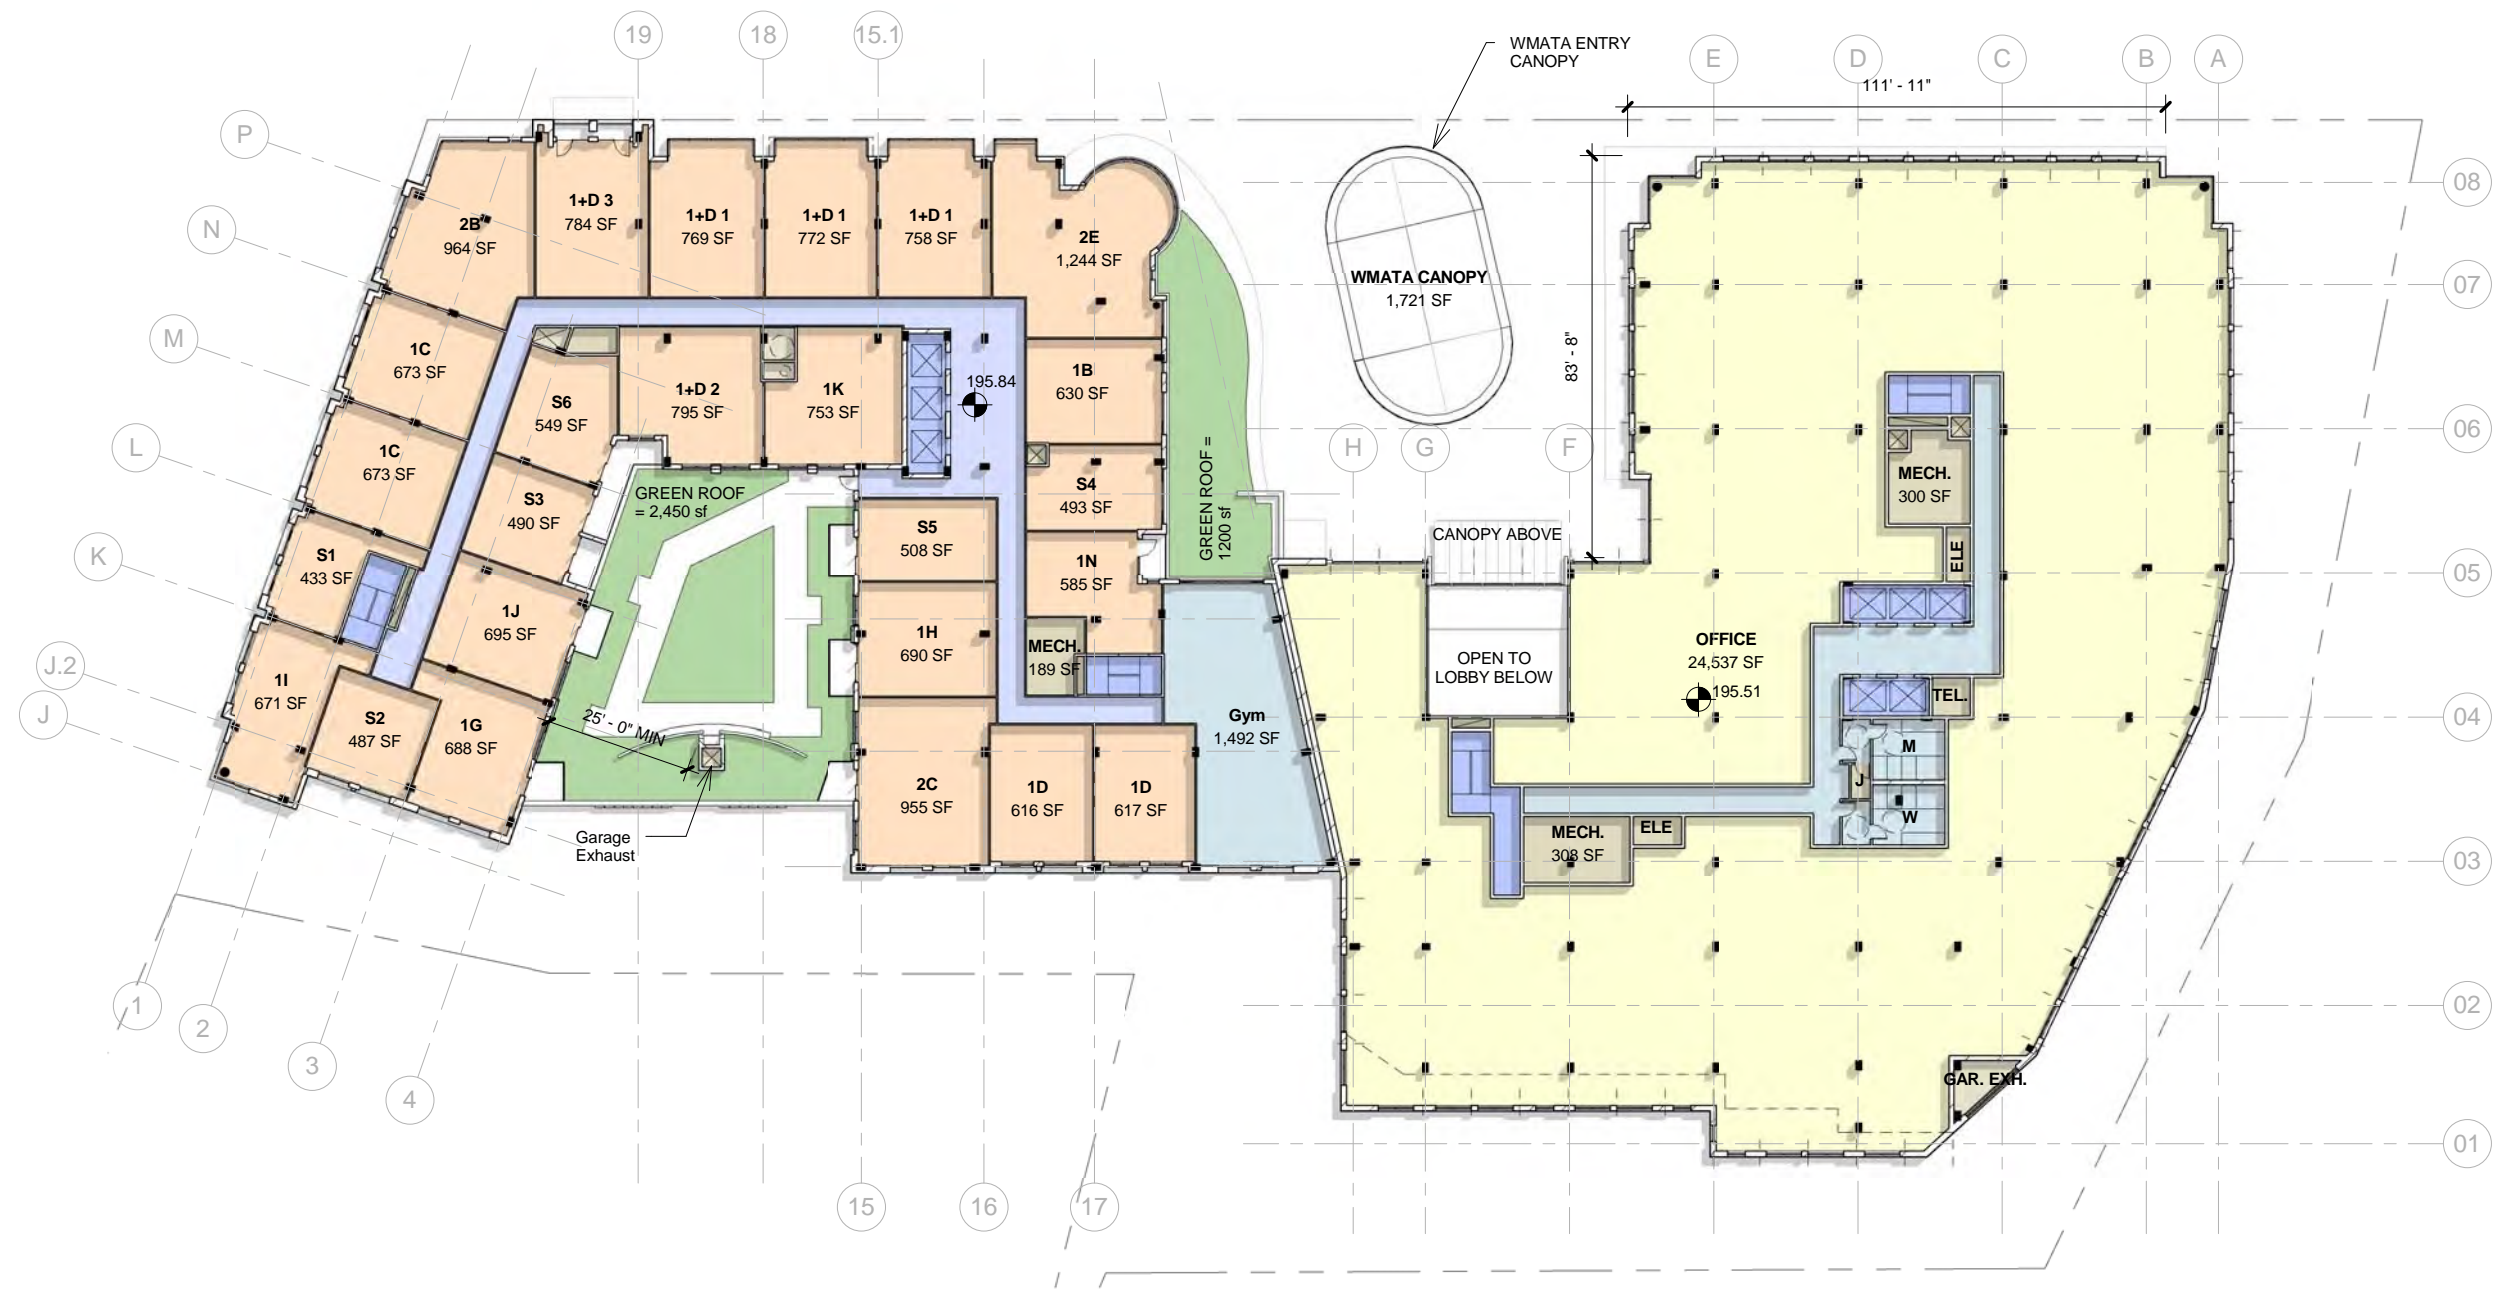 19
18
15.1
WMATA ENTRY
CANOPY
E
D
C
B
A
111' - 11"
P
N
M
L
K
J.2
J
08
07
06
05
04
03
02
01
2B
964 SF
1+D 3
784 SF
1+D 1
769 SF
1+D 1
772 SF
1+D 1
758 SF
2E
1,244 SF
WMATA CANOPY
1,721 SF
83' - 8"
1C
673 SF
S6
549 SF
1+D 2
795 SF
1K
753 SF
195.84
1B
630 SF
GREEN ROOF =
1200 sf
H
G
F
1C
673 SF
S3
490 SF
GREEN ROOF
= 2,450 sf
S5
508 SF
S4
493 SF
CANOPY ABOVE
MECH.
300 SF
ELE
S1
433 SF
1J
695 SF
1H
690 SF
1N
585 SF
MECH.
189 SF
OPEN TO
LOBBY BELOW
OFFICE
24,537 SF
195.51
TEL.
1I
671 SF
S2
487 SF
1G
688 SF
25' - 0" MIN
Gym
1,492 SF
M
J
W
2C
955 SF
1D
616 SF
1D
617 SF
Garage
Exhaust
MECH.
308 SF
ELE
GAR. EXH.
1
2
3
4
15
16
17